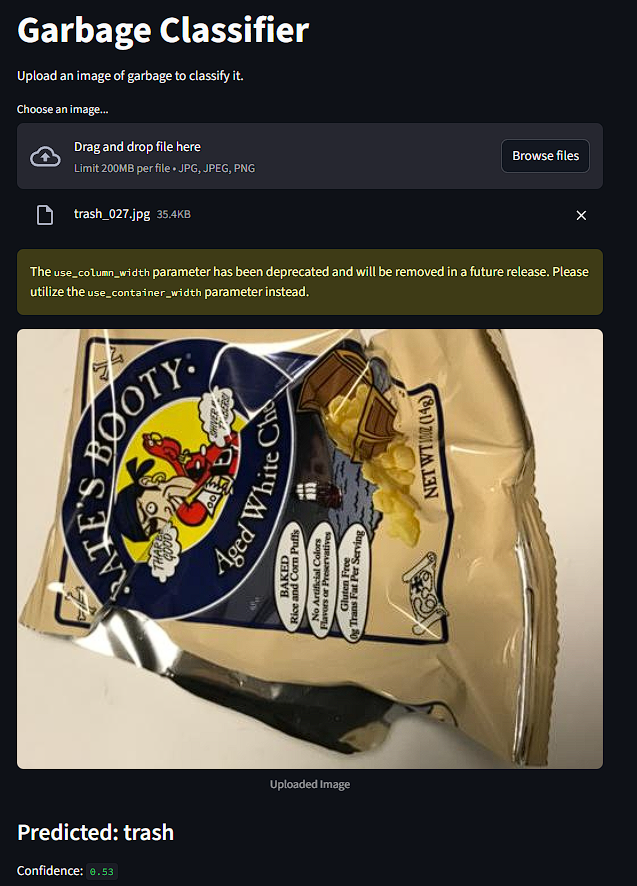 Garbage Classifier
Upload an image of garbage to classify it.
Choose an image...
Drag and drop file here
Limit 200MB per file • JPG, JPEG, PNG
Browse files
trash_027.jpg 35.4KB
The use_column_width parameter has been deprecated and will be removed in a future release. Please
utilize the use_container_width parameter instead.
RATE'S BOOTY
Aged White Che
THARRR
GOOD
BAKED
Rice and Corn Puffs
No Artificial Colors
Flavors or Preservatives
Gluten Free
0g Trans Fat Per Serving
NET WT (14g)
Uploaded Image
Predicted: trash
Confidence: 0.53